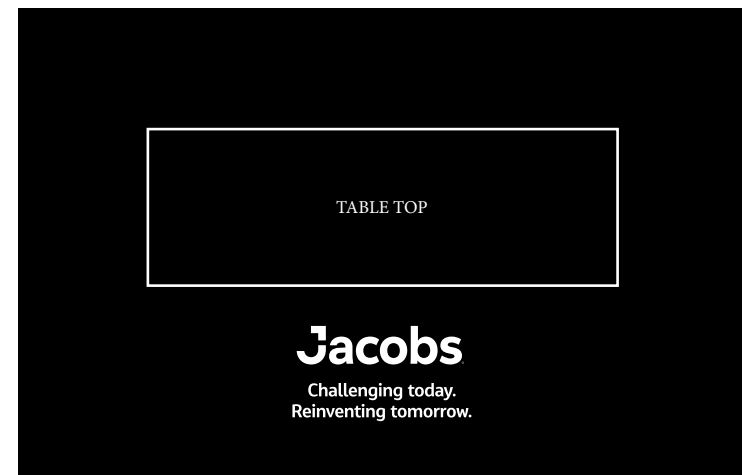 TABLE TOP
Jacobs
Challenging today.
Reinventing tomorrow.